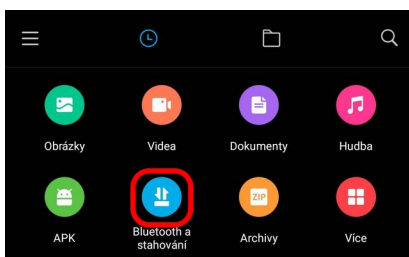 Obrázky
Videa
Dokumenty
Hudba
ZIP
APK
Bluetooth a
stahování
Archivy
Více